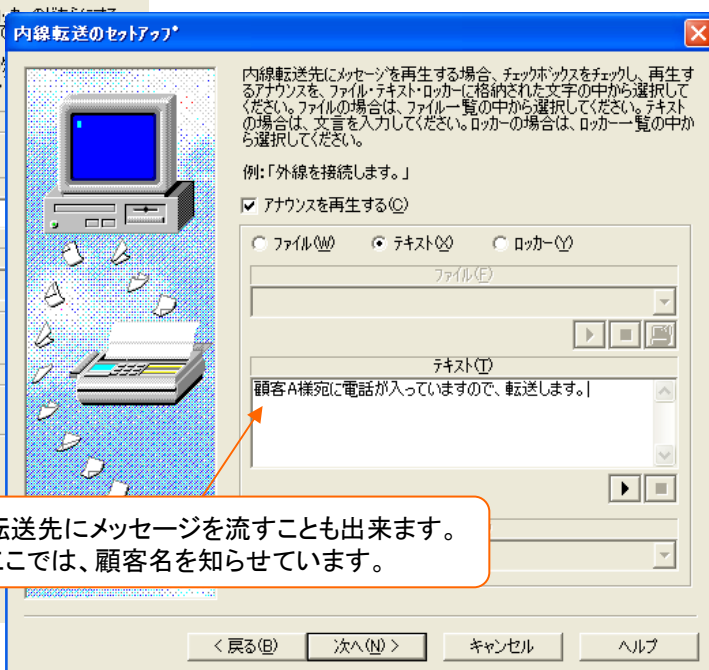 内線転送のセットアップ
内線転送先にメッセージを再生する場合、チェックボックスをチェックし、再生す
るアナウンスを、ファイル・テキスト・ロッカーに格納された文字の中から選択して
ください。ファイルの場合は、ファイル一覧の中から選択してください。テキスト
の場合は、文言を入力してください。ロッカーの場合は、ロッカー一覧の中か
ら選択してください。
例:「外線を接続します。」
アナウンスを再生する(C)
ファイル(W) テキスト(X) ロッカー(Y)
ファイル(F)
テキスト(T)
顧客A様宛に電話が入っていますので、転送します。
転送先にメッセージを流すことも出来ます。
ここでは、顧客名を知らせています。
< 戻る(B) 次へ(N) > キャンセル ヘルプ